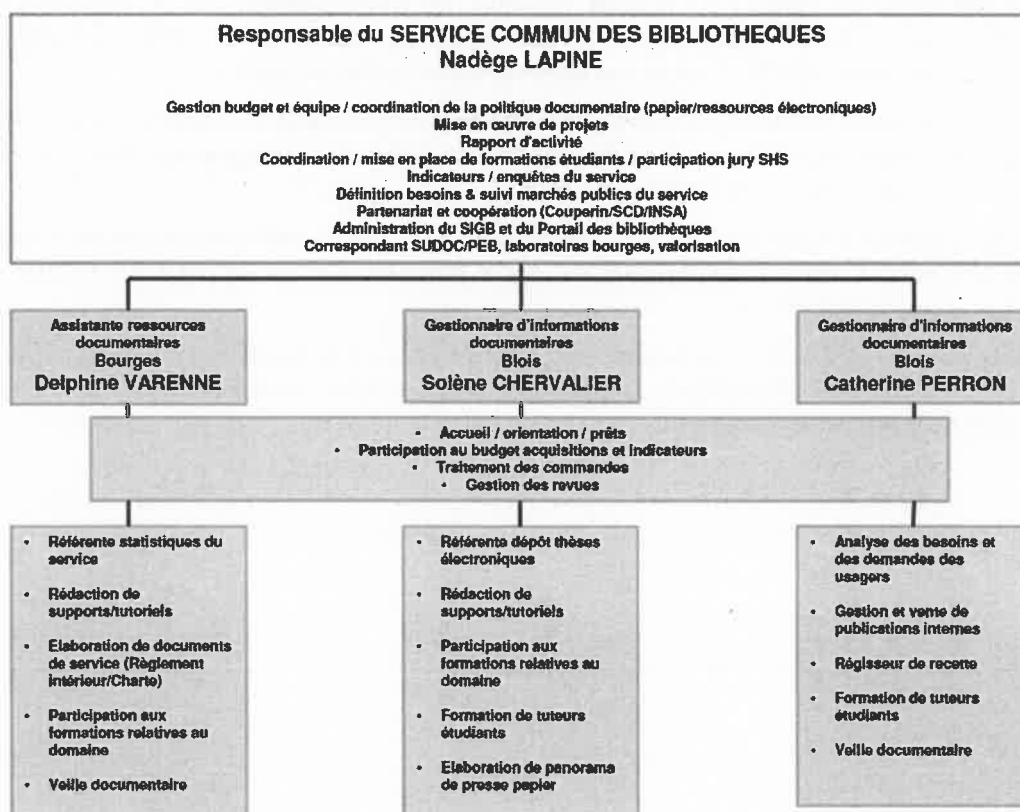 Responsable du SERVICE COMMUN DES BIBLIOTHEQUES
Nadège LAPINE
Gestion budget et équipe / coordination de la politique documentaire (papier/ressources électroniques)
Mise en œuvre de projets
Rapport d'activité
Coordination / mise en place de formations étudiants / participation jury SHS
Indicateurs / enquêtes du service
Définition besoins & suivi marchés publics du service
Partenariat et coopération (Couperin/SCD/INSA)
Administration du SIGB et du Portail des bibliothèques
Correspondant SUDOC/PEB, laboratoires bourges, valorisation
Assistante ressources
documentaires
Bourges
Delphine VARENNE
Gestionnaire d'informations
documentaires
Blois
Solène CHERVALIER
Gestionnaire d'informations
documentaires
Blois
Catherine PERRON
• Accueil / orientation / prêts
• Participation au budget acquisitions et indicateurs
• Traitement des commandes
• Gestion des revues
• Référente statistiques du
service
• Rédaction de
supports/tutoriels
• Elaboration de documents
de service (Règlement
intérieur/Charte)
• Participation aux
formations relatives au
domaine
• Veille documentaire
• Référente dépôt thèses
électroniques
• Rédaction de
supports/tutoriels
• Participation aux
formations relatives au
domaine
• Formation de tuteurs
étudiants
• Elaboration de panorama
de presse papier
• Analyse des besoins et
des demandes des
usagers
• Gestion et vente de
publications internes
• Régisseur de recette
• Formation de tuteurs
étudiants
• Veille documentaire